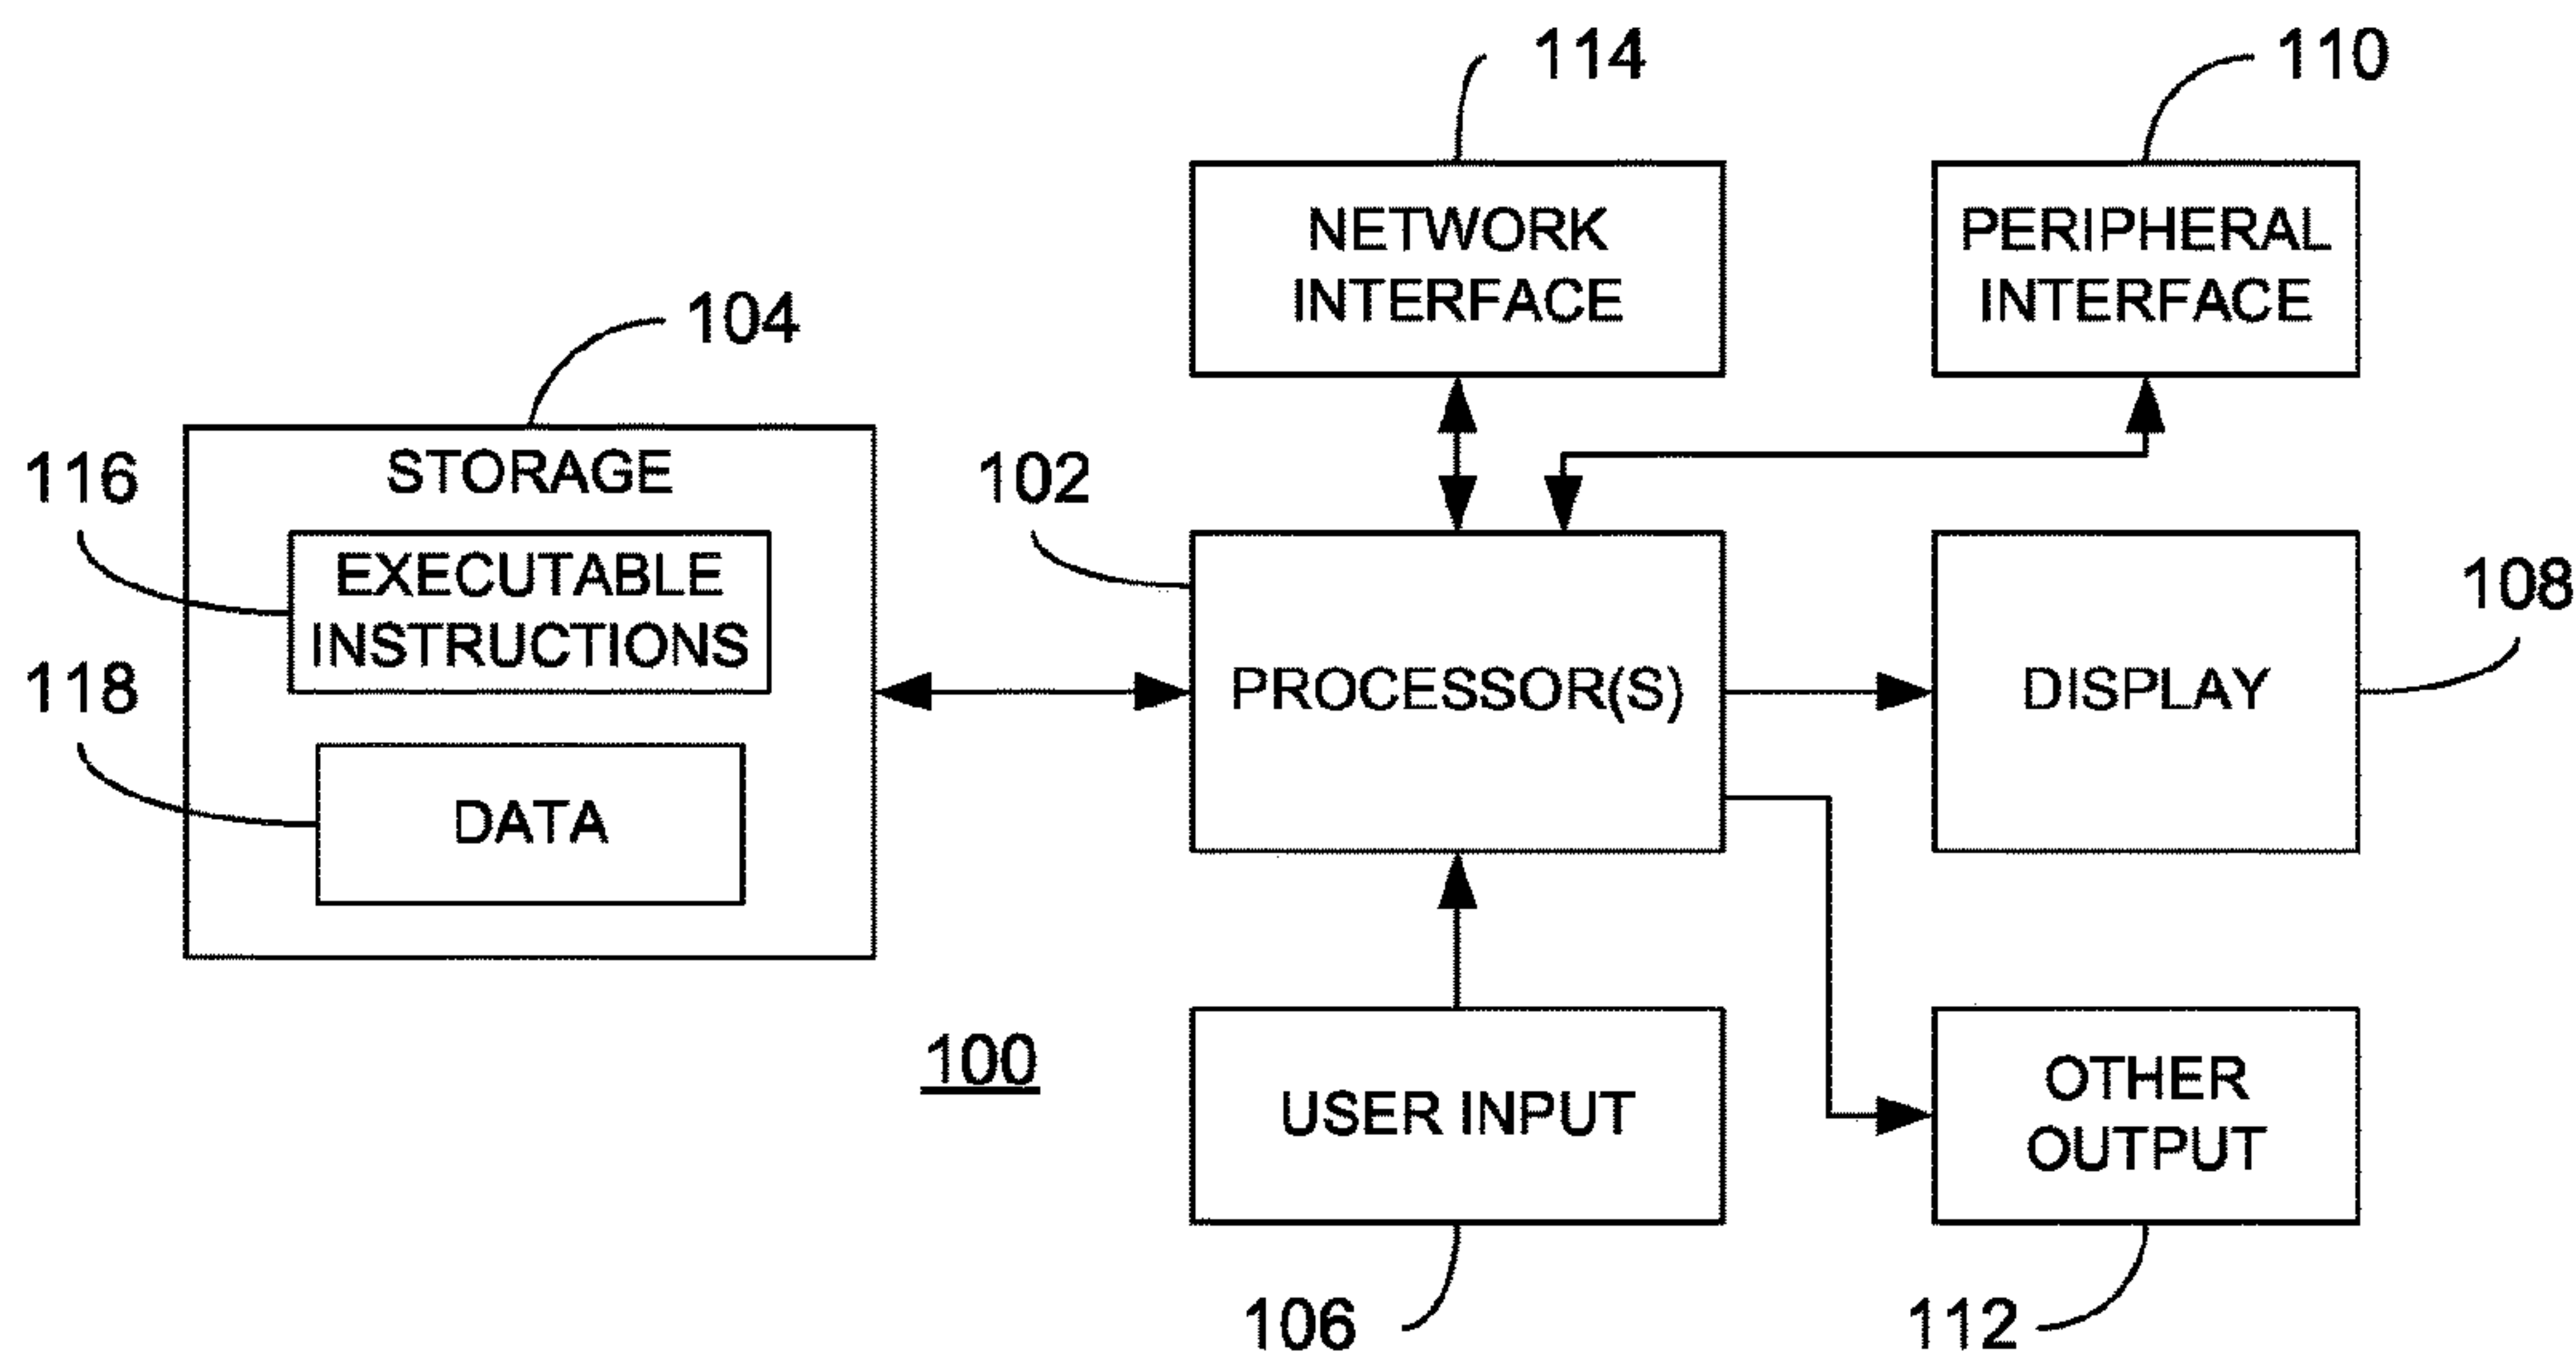 114
110
NETWORK
INTERFACE
PERIPHERAL
INTERFACE
104
STORAGE
116
EXECUTABLE
INSTRUCTIONS
118
DATA
102
PROCESSOR(S)
108
DISPLAY
100
USER INPUT
OTHER
OUTPUT
106
112